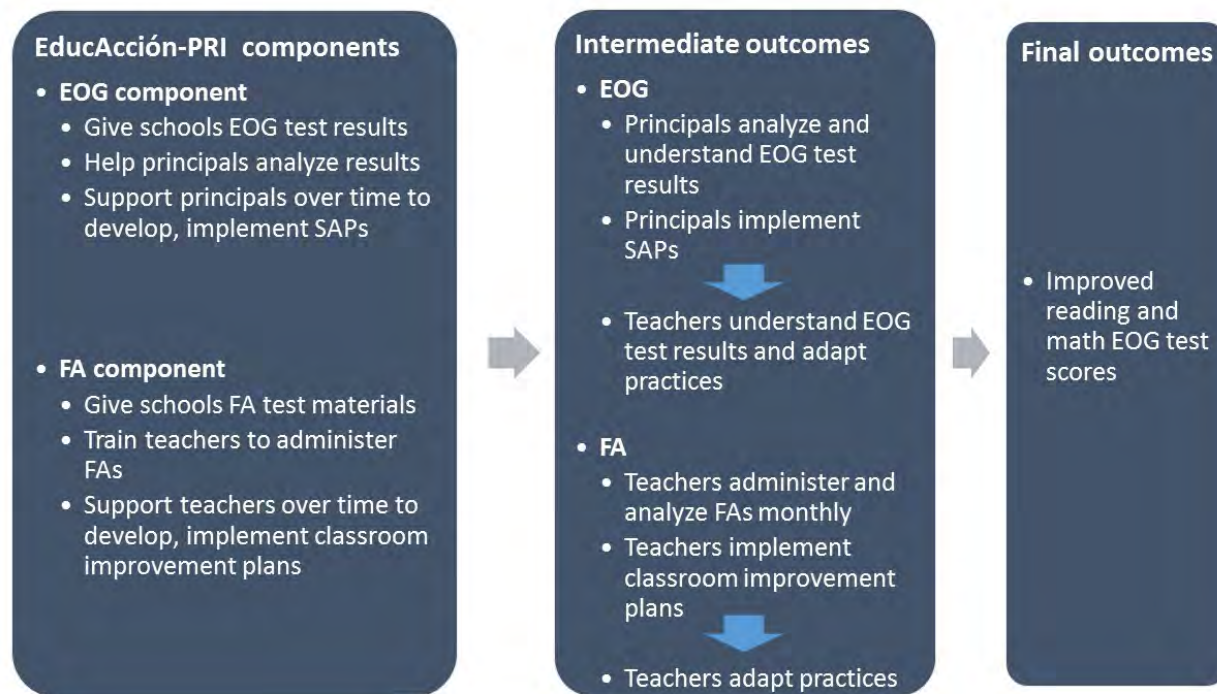 EducAcción-PRI components
• EOG component
• Give schools EOG test results
• Help principals analyze results
• Support principals over time to
develop, implement SAPs
• FA component
• Give schools FA test materials
• Train teachers to administer
FAs
• Support teachers over time to
develop, implement classroom
improvement plans
Intermediate outcomes
• EOG
• Principals analyze and
understand EOG test
results
• Principals implement
SAPs
• Teachers understand EOG
test results and adapt
practices
• FA
• Teachers administer and
analyze FAs monthly
• Teachers implement
classroom improvement
plans
• Teachers adapt practices
Final outcomes
• Improved
reading and
math EOG test
scores